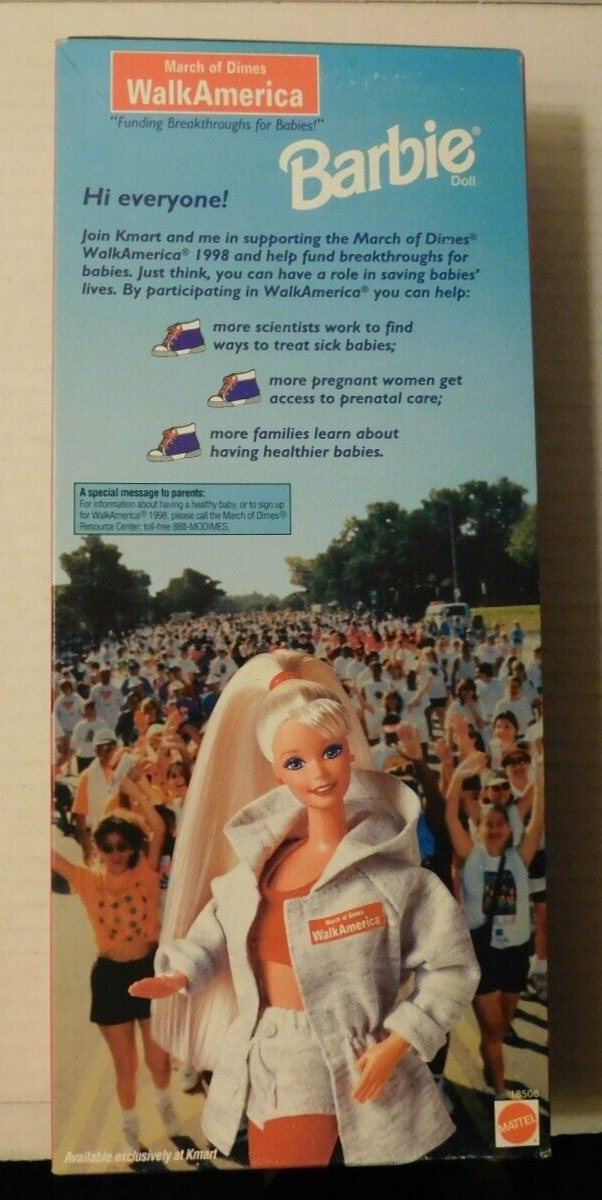 March of Dimes
WalkAmerica
"Funding Breakthroughs for Babies!"
Barbie®
Doll
Hi everyone!
Join Kmart and me in supporting the March of Dimes®
WalkAmerica® 1998 and help fund breakthroughs for
babies. Just think, you can have a role in saving babies'
lives. By participating in WalkAmerica® you can help:
more scientists work to find
ways to treat sick babies;
more pregnant women get
access to prenatal care;
more families learn about
having healthier babies.
A special message to parents:
For information about having a healthy baby, or to sign up
for WalkAmerica® 1998, please call the March of Dimes®
Resource Center; toll-free 888-MODIMES.
March of Dimes
WalkAmerica
18506
MATTEL
Available exclusively at Kmart